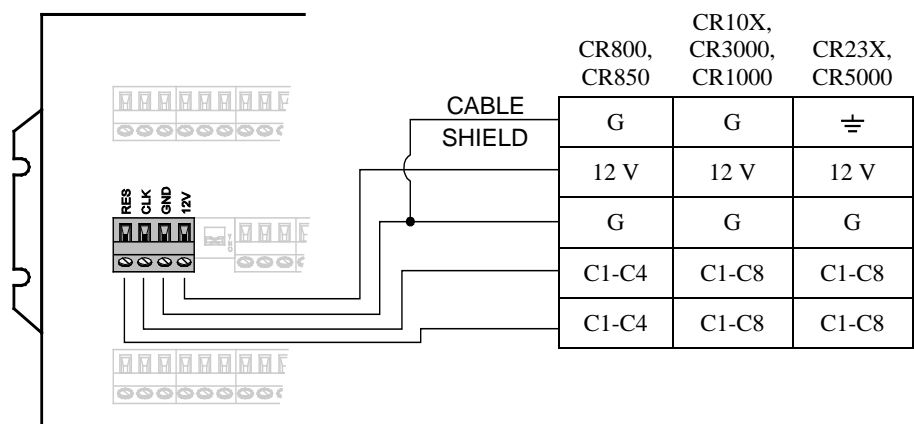 CR800,
CR850
CR10X,
CR3000,
CR1000
CR23X,
CR5000
CABLE
SHIELD
G G ⏚
12 V 12 V 12 V
G G G
C1-C4 C1-C8 C1-C8
C1-C4 C1-C8 C1-C8
RES
CLK
GND
12V